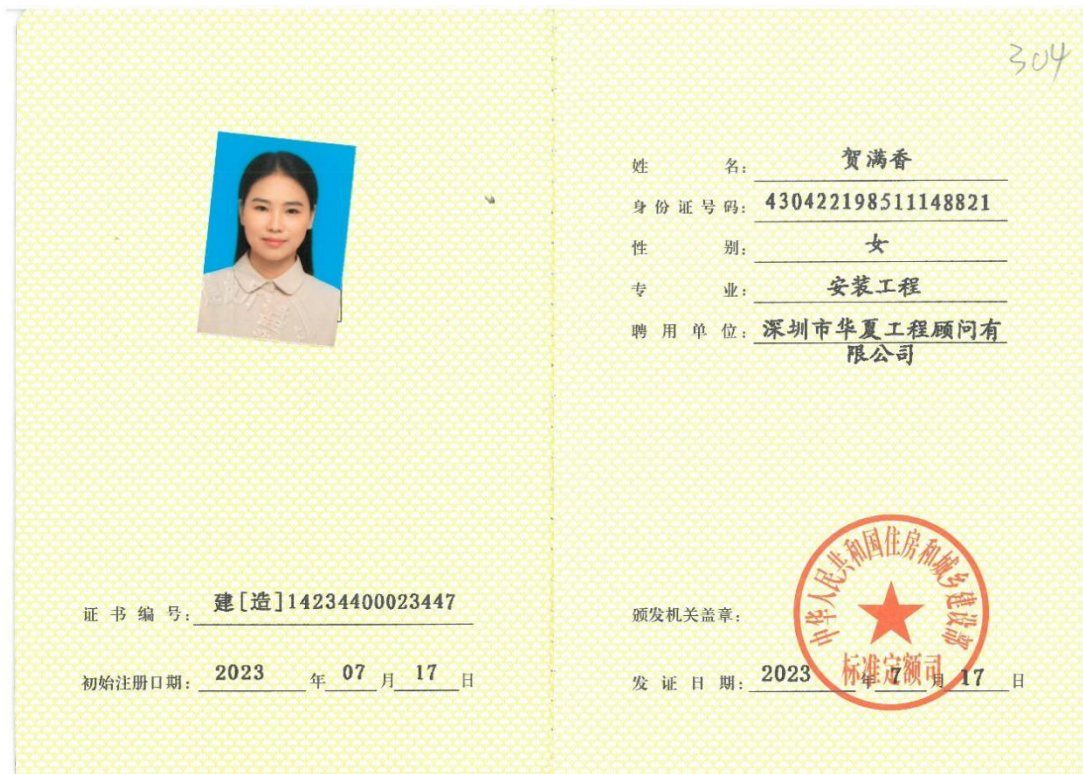 304
姓 名: 贺满香
身份证号码: 430422198511148821
性 别: 女
专 业: 安装工程
聘用单位: 深圳市华夏工程顾问有
限公司
证书编号: 建[造]14234400023447
初始注册日期: 2023 年 07 月 17 日
颁发机关盖章:
中华人民共和国住房和城乡建设部
标准定额司
发证日期: 2023 年 7 月 17 日